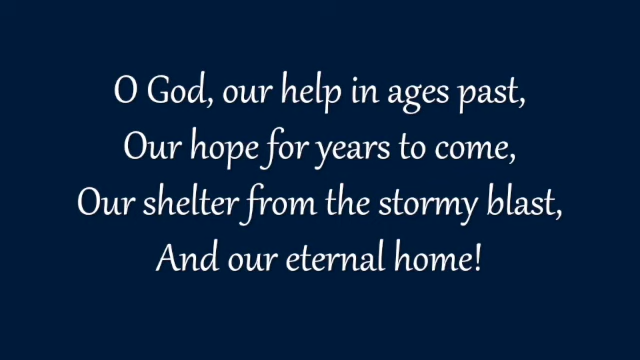 O God, our help in ages past,
Our hope for years to come,
Our shelter from the stormy blast,
And our eternal home!